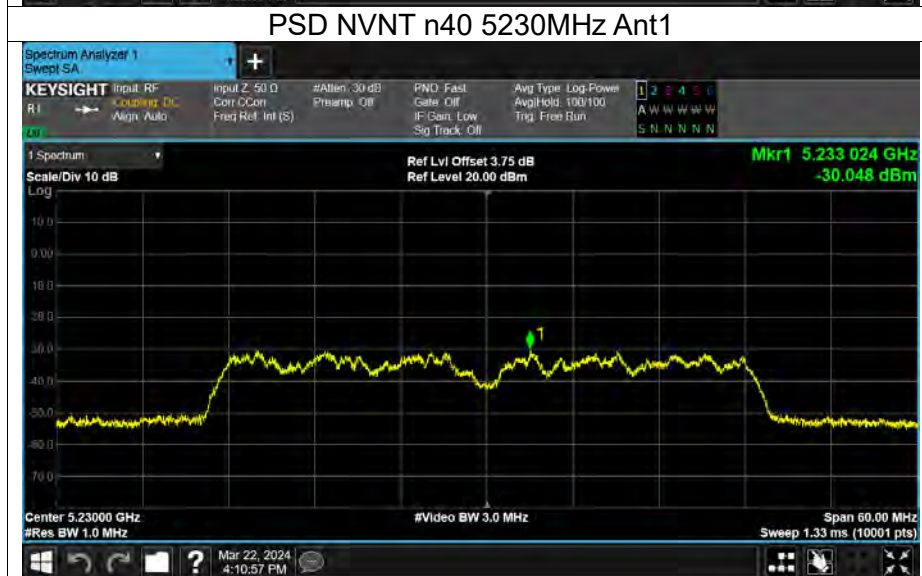 PSD NVNT n40 5230MHz Ant1
Spectrum Analyzer 1
Swept SA
+
KEYSIGHT Input: RF
Coupling: DC
Align: Auto
Input Z: 50 Ω
Corr CCorr
Freq Ref: Int (S)
#Atten: 30 dB
Preamp: Off
PNO: Fast
Gate: Off
IF Gain: Low
Sig Track: Off
Avg Type: Log-Power
Avg|Hold: 100/100
Trig: Free Run
1 2 3 4 5 6
A W W W W W
S N N N N N
1 Spectrum
Scale/Div 10 dB
Log
Ref Lvl Offset 3.75 dB
Ref Level 20.00 dBm
Mkr1 5.233 024 GHz
-30.048 dBm
10.0
0.00
-10.0
-20.0
-30.0
-40.0
-50.0
-60.0
-70.0
1
Center 5.23000 GHz
#Res BW 1.0 MHz
#Video BW 3.0 MHz
Span 60.00 MHz
Sweep 1.33 ms (10001 pts)
?
Mar 22, 2024
4:10:57 PM